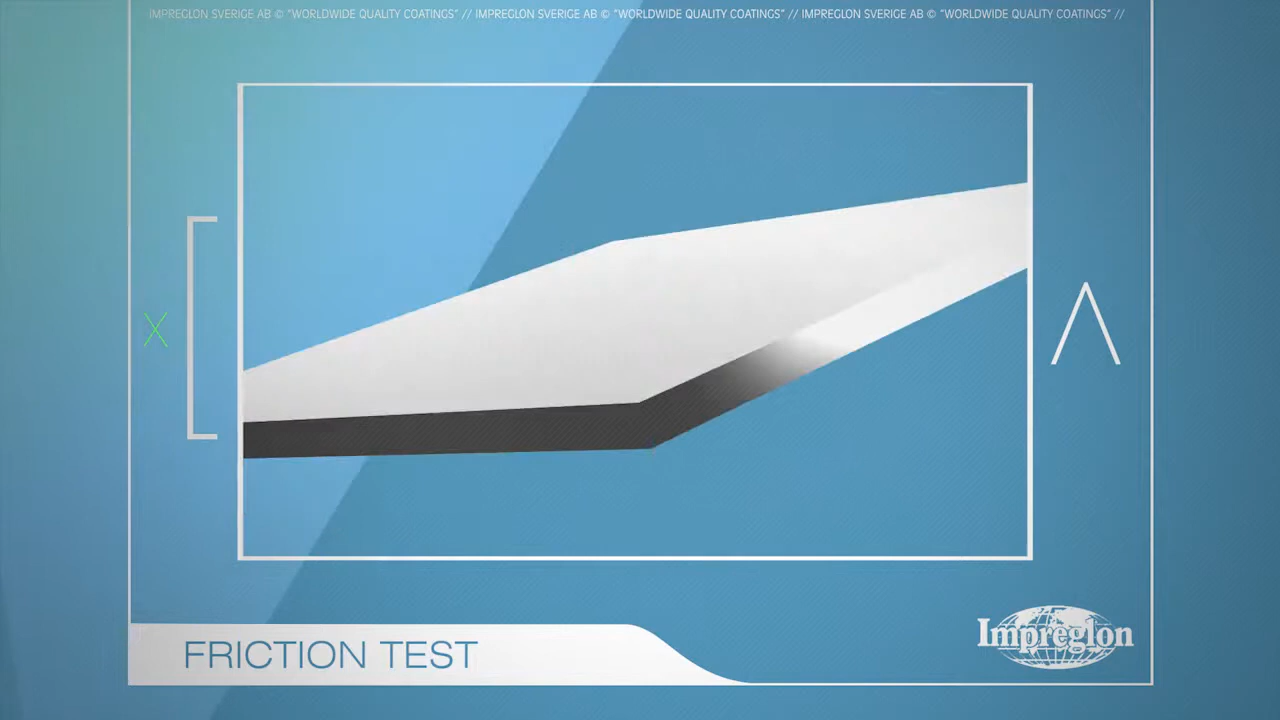 IMPREGLON SVERIGE AB © "WORLDWIDE QUALITY COATINGS" // IMPREGLON SVERIGE AB © "WORLDWIDE QUALITY COATINGS" // IMPREGLON SVERIGE AB © "WORLDWIDE QUALITY COATINGS" //
X
Impreglon
FRICTION TEST